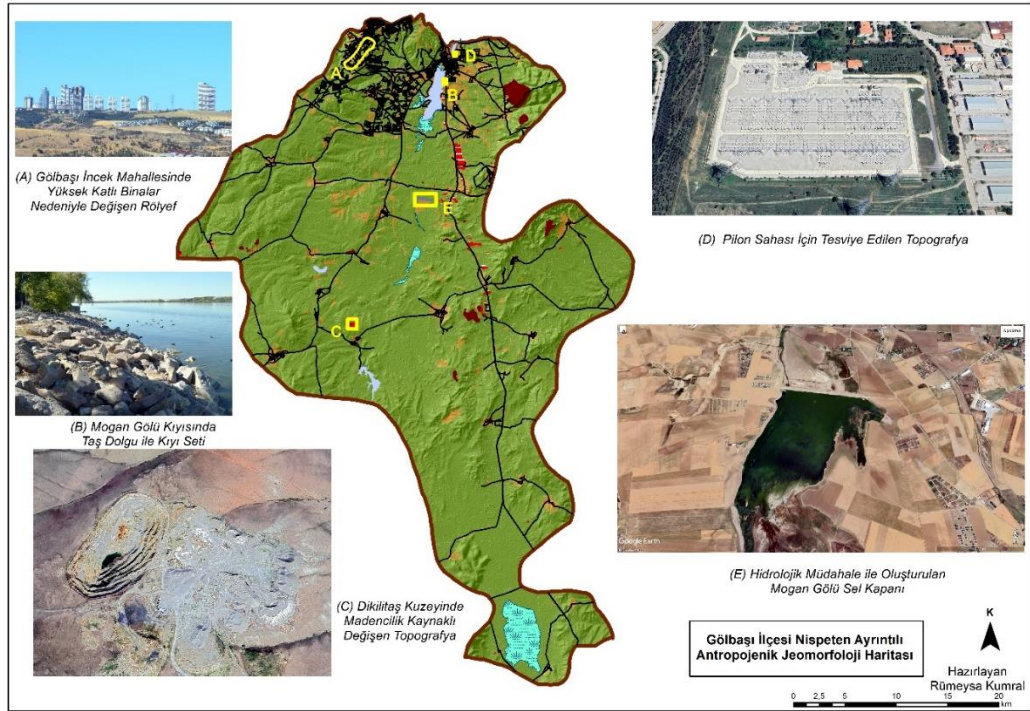 (A) Gölbaşı İncek Mahallesinde
Yüksek Katlı Binalar
Nedeniyle Değişen Rölyef
(B) Mogan Gölü Kıyısında
Taş Dolgu ile Kıyı Seti
(C) Dikilitaş Kuzeyinde
Madencilik Kaynaklı
Değişen Topografya
A
D
B
E
C
(D) Pilon Sahası İçin Tesviye Edilen Topografya
Google Earth
(E) Hidrolojik Müdahale ile Oluşturulan
Mogan Gölü Sel Kapanı
Gölbaşı İlçesi Nispeten Ayrıntılı
Antropojenik Jeomorfoloji Haritası
K
Hazırlayan
Rümeysa Kumral
0 2,5 5 10 15 20
km